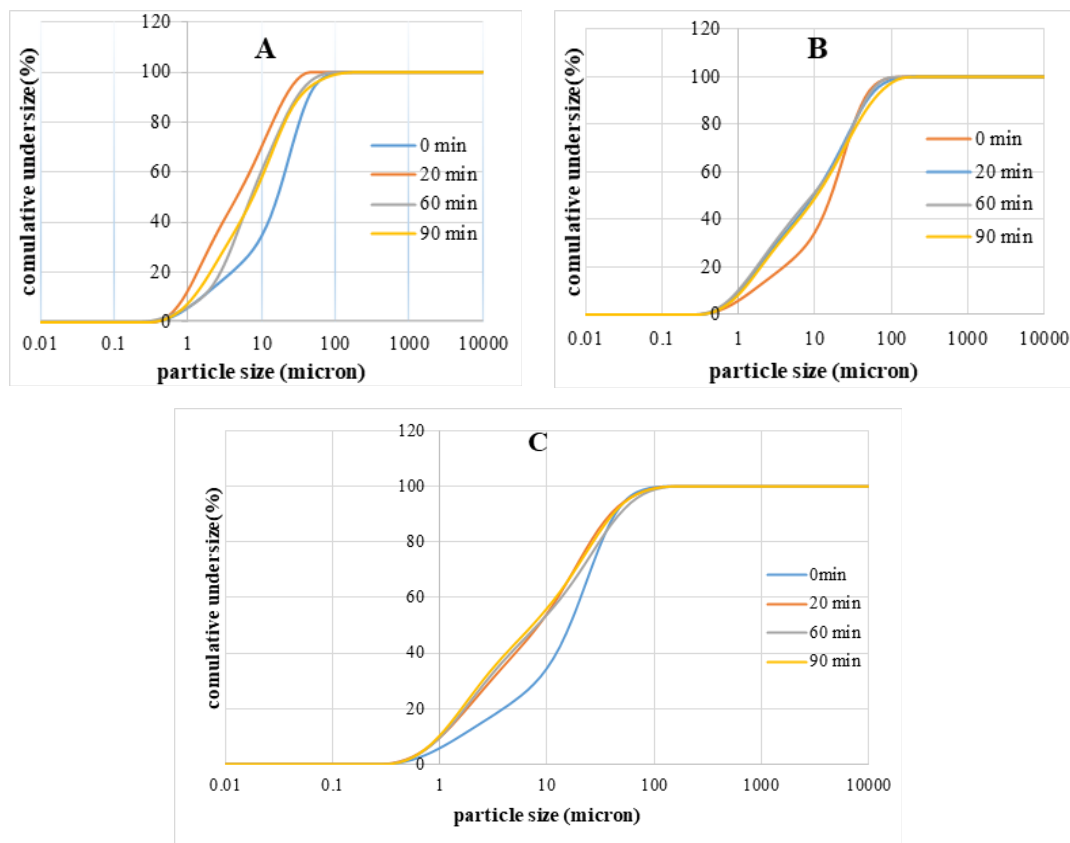 A
comulative undersize(%)
120
100
80
60
40
20
0
0 min
20 min
60 min
90 min
0.01 0.1 1 10 100 1000 10000
particle size (micron)
B
comulative undersize(%)
120
100
80
60
40
20
0
0 min
20 min
60 min
90 min
0.01 0.1 1 10 100 1000 10000
particle size (micron)
C
comulative undersize(%)
120
100
80
60
40
20
0
0min
20 min
60 min
90 min
0.01 0.1 1 10 100 1000 10000
particle size (micron)